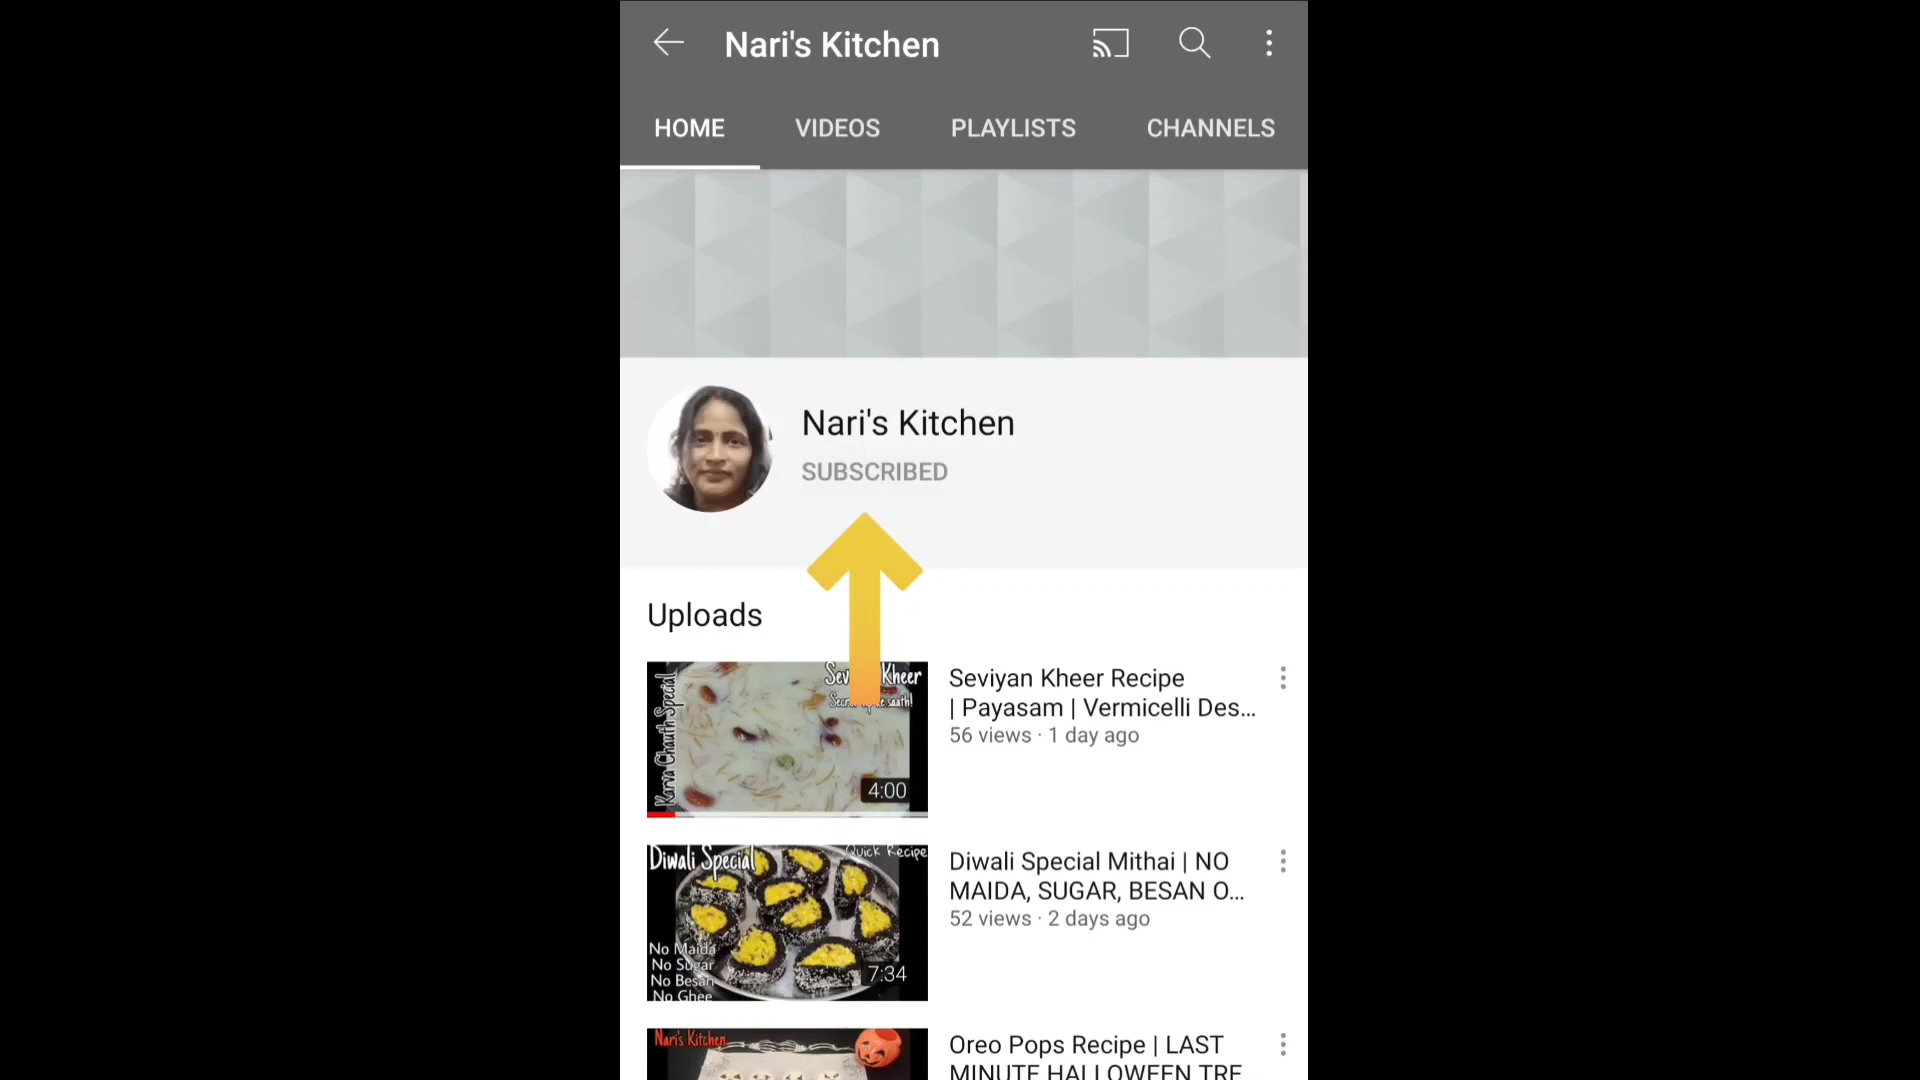 Nari's Kitchen
HOME VIDEOS PLAYLISTS CHANNELS
Nari's Kitchen
SUBSCRIBED
Uploads
Karva Chauth Special
Kheer
4:00
Seviyan Kheer Recipe
| Payasam | Vermicelli Des...
56 views · 1 day ago
Diwali Special
Quick Recipe
No Maida
No Sugar
No Besan
No Ghee
7:34
Diwali Special Mithai | NO
MAIDA, SUGAR, BESAN O...
52 views · 2 days ago
Nari's Kitchen
Oreo Pops Recipe | LAST
MINUTE HALLOWEEN TRE...